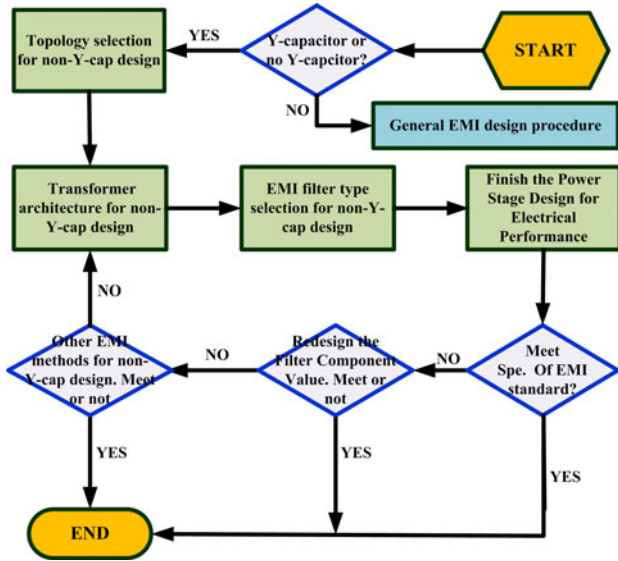 Topology selection
for non-Y-cap design
YES
Y-capacitor or
no Y-capcitor?
START
NO
General EMI design procedure
Transformer
architecture for non-
Y-cap design
EMI filter type
selection for non-Y-
cap design
Finish the Power
Stage Design for
Electrical
Performance
NO
Other EMI
methods for non-
Y-cap design. Meet
or not
NO
Redesign the
Filter Component
Value. Meet or
not
NO
Meet
Spe. Of EMI
standard?
YES
YES
YES
END